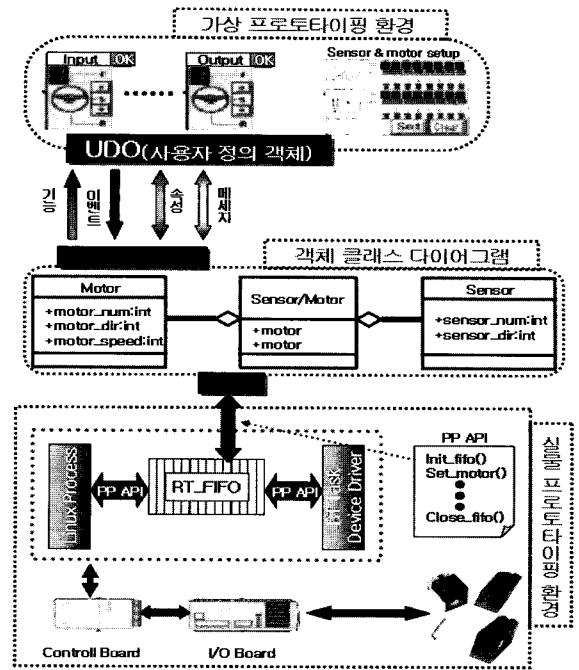 가상 프로토타이핑 환경
Input OK
Output OK
Sensor & motor setup
Sent Clear
UDO(사용자 정의 객체)
기능
이벤트
속성
메세지
객체 클래스 다이어그램
Motor
+motor_num:int
+motor_dir:int
+motor_speed:int
Sensor/Motor
+motor
+motor
Sensor
+sensor_num:int
+sensor_dir:int
실물 프로토타이핑 환경
PP API
Init_fifo()
Set_motor()
Close_fifo()
Linux Process
PP API
RT_FIFO
PP API
Device Driver
Controll Board
I/O Board